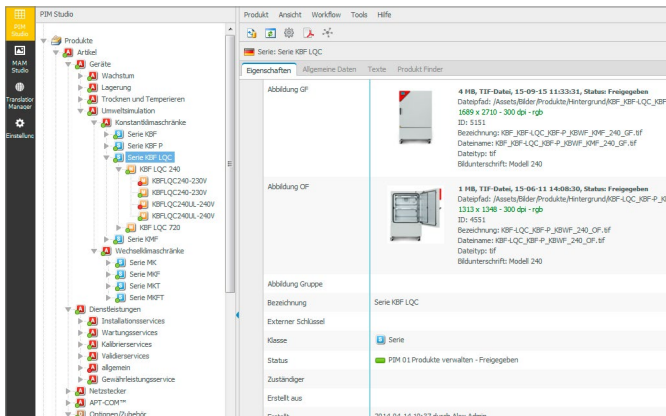 PIM Studio
Produkt Ansicht Workflow Tools Hilfe
PIM
Studio
MAM
Studio
Translation
Manager
Einstellung
Produkte
Artikel
Geräte
Wachstum
Lagerung
Trocknen und Temperieren
Umweltsimulation
Konstantklimaschränke
Serie KBF
Serie KBF P
Serie KBF LQC
KBF LQC 240
KBFLQC240-230V
KBFLQC240-230V
KBFLQC240UL-240V
KBFLQC240UL-240V
KBF LQC 720
Serie KMF
Wechselklimaschränke
Serie MK
Serie MKF
Serie MKT
Serie MKFT
Dienstleistungen
Installationsservices
Wartungsservices
Kalibrierservices
Validierservices
allgemein
Gewährleistungsservice
Netzstecker
APT-COM™
Optionen/Zubehör
Serie: Serie KBF LQC
Eigenschaften Allgemeine Daten Texte Produkt Finder
Abbildung GF
4 MB, TIF-Datei, 15-09-15 11:33:31, Status: Freigegeben
Dateipfad: /Assets/Bilder/Produkte/Hintergrund/KBF_KBF-LQC_KBF
1689 x 2710 - 300 dpi - rgb
ID: 5151
Bezeichnung: KBF_KBF-LQC_KBF-P_KBWF_KMF_240_GF.tif
Dateiname: KBF_KBF-LQC_KBF-P_KBWF_KMF_240_GF.tif
Dateityp: tif
Bildunterschrift: Modell 240
Abbildung OF
1 MB, TIF-Datei, 15-06-11 14:08:30, Status: Freigegeben
Dateipfad: /Assets/Bilder/Produkte/Hintergrund/KBF-LQC_KBF-P_K
1313 x 1348 - 300 dpi - rgb
ID: 4551
Bezeichnung: KBF-LQC_KBF-P_KBWF_240_OF.tif
Dateiname: KBF-LQC_KBF-P_KBWF_240_OF.tif
Dateityp: tif
Bildunterschrift: Modell 240
Abbildung Gruppe
Bezeichnung Serie KBF LQC
Externer Schlüssel
Klasse Serie
Status PIM 01 Produkte verwalten - Freigegeben
Zuständiger
Erstellt aus
Erstellt